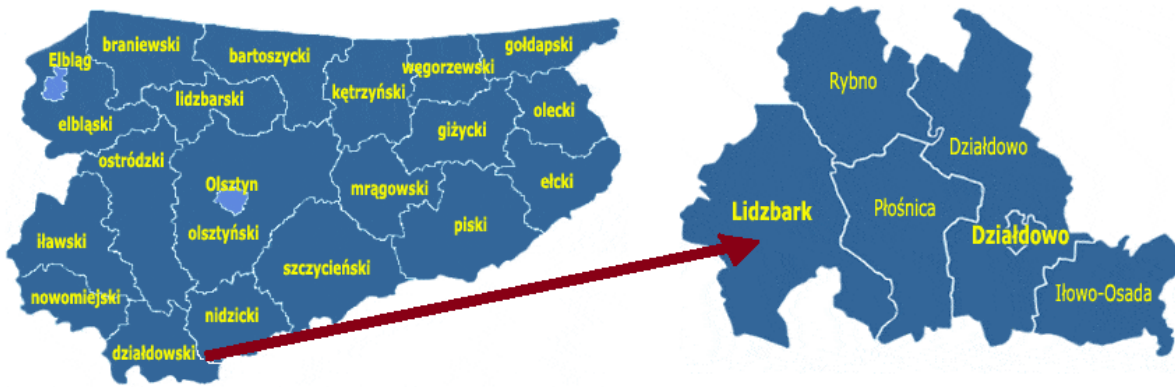 braniewski
bartoszycki
gołdapski
Elbląg
węgorzewski
lidzbarski
kętrzyński
olecki
elbląski
giżycki
ostródzki
Olsztyn
mrągowski
ełcki
iławski
olsztyński
piski
szczycieński
nowomiejski
nidzicki
działdowski
Rybno
Działdowo
Lidzbark
Płośnica
Działdowo
Iłowo-Osada